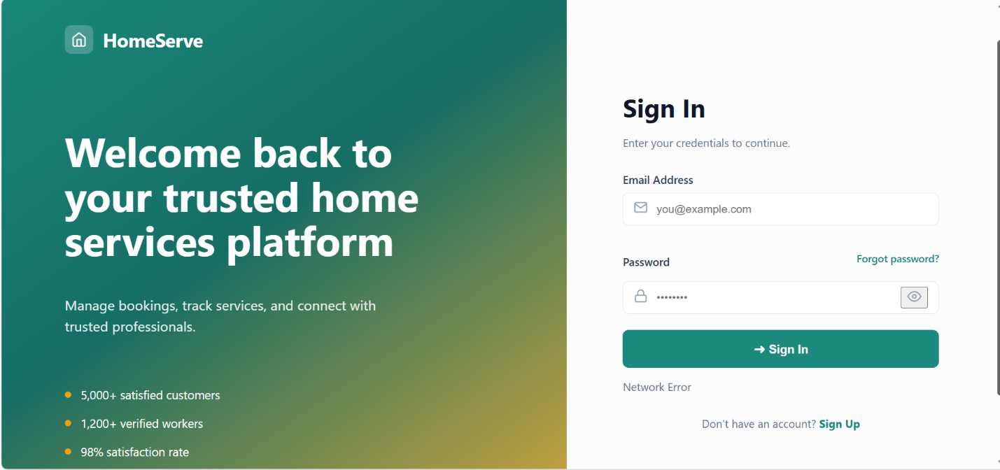 HomeServe
Welcome back to
your trusted home
services platform
Manage bookings, track services, and connect with
trusted professionals.
5,000+ satisfied customers
1,200+ verified workers
98% satisfaction rate
Sign In
Enter your credentials to continue.
Email Address
you@example.com
Password
Forgot password?
••••••••
➜ Sign In
Network Error
Don’t have an account? Sign Up